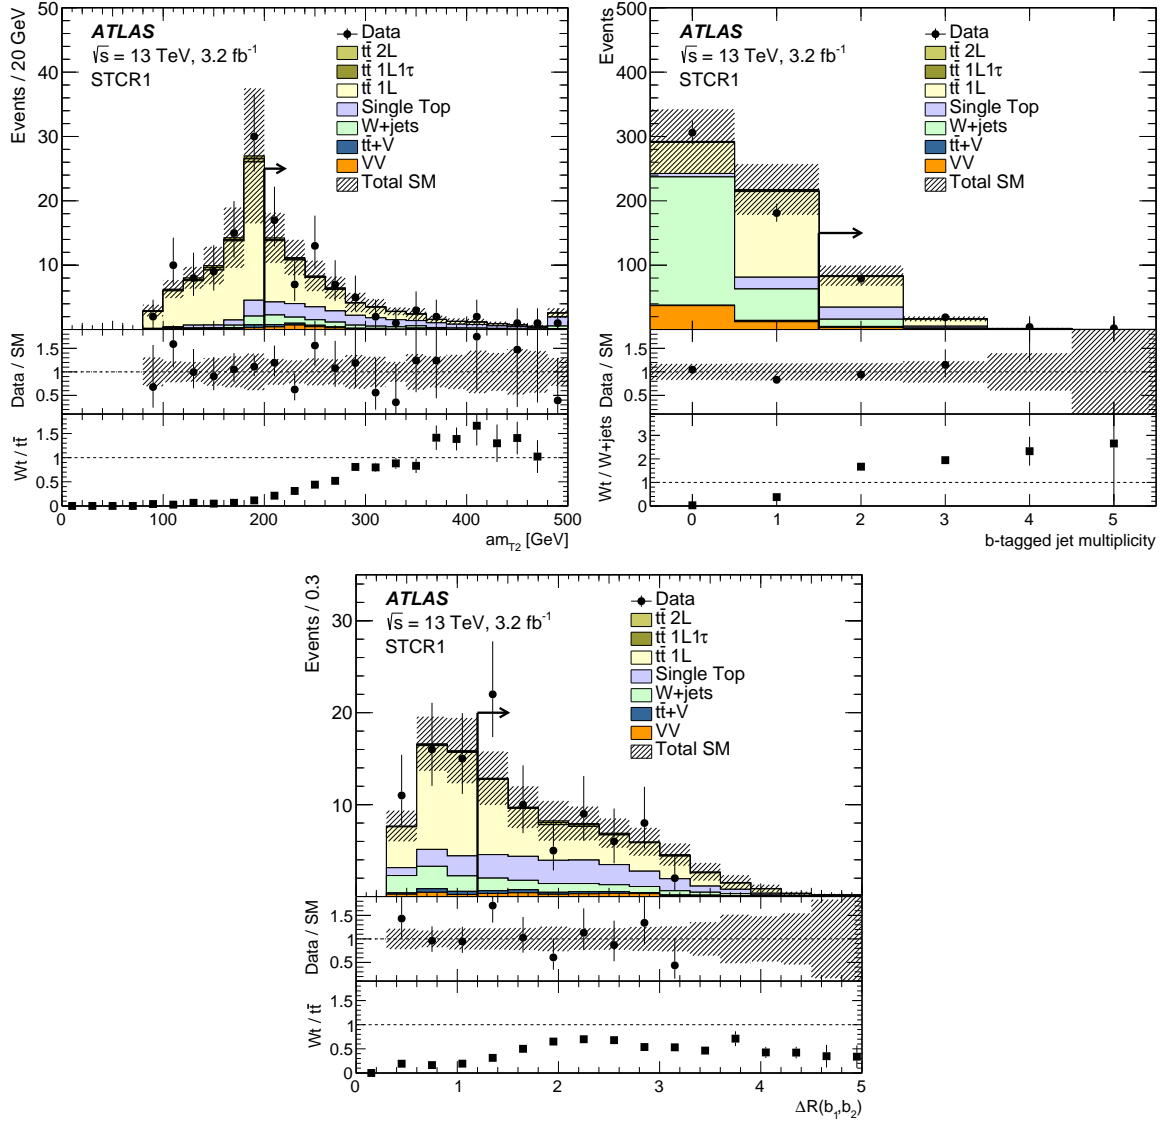 Events / 20 GeV
50
40
30
20
10
ATLAS
√s = 13 TeV, 3.2 fb⁻¹
STCR1
Data
tt̄ 2L
tt̄ 1L1τ
tt̄ 1L
Single Top
W+jets
tt̄+V
VV
Total SM
Data / SM
1.5
1
0.5
Wt / tt̄
1.5
1
0.5
0
0 100 200 300 400 500
am_T2 [GeV]
Events
500
400
300
200
100
ATLAS
√s = 13 TeV, 3.2 fb⁻¹
STCR1
Data
tt̄ 2L
tt̄ 1L1τ
tt̄ 1L
Single Top
W+jets
tt̄+V
VV
Total SM
Data / SM
1.5
1
0.5
Wt / W+jets
3
2
1
0
0 1 2 3 4 5
b-tagged jet multiplicity
Events / 0.3
30
20
10
ATLAS
√s = 13 TeV, 3.2 fb⁻¹
STCR1
Data
tt̄ 2L
tt̄ 1L1τ
tt̄ 1L
Single Top
W+jets
tt̄+V
VV
Total SM
Data / SM
1.5
1
0.5
Wt / tt̄
1.5
1
0.5
0
0 1 2 3 4 5
ΔR(b₁,b₂)